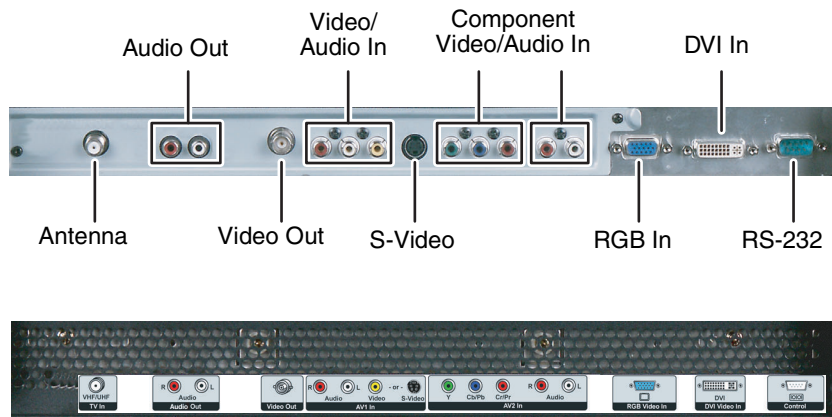 Audio Out
Video/
Audio In
Component
Video/Audio In
DVI In
Antenna
Video Out
S-Video
RGB In
RS-232
VHF/UHF
TV In
R L
Audio
Audio Out
Video Out
R L
Audio Video - or - S-Video
AV1 In
Y Cb/Pb Cr/Pr R Audio L
AV2 In
RGB Video In
DVI
DVI Video In
Control